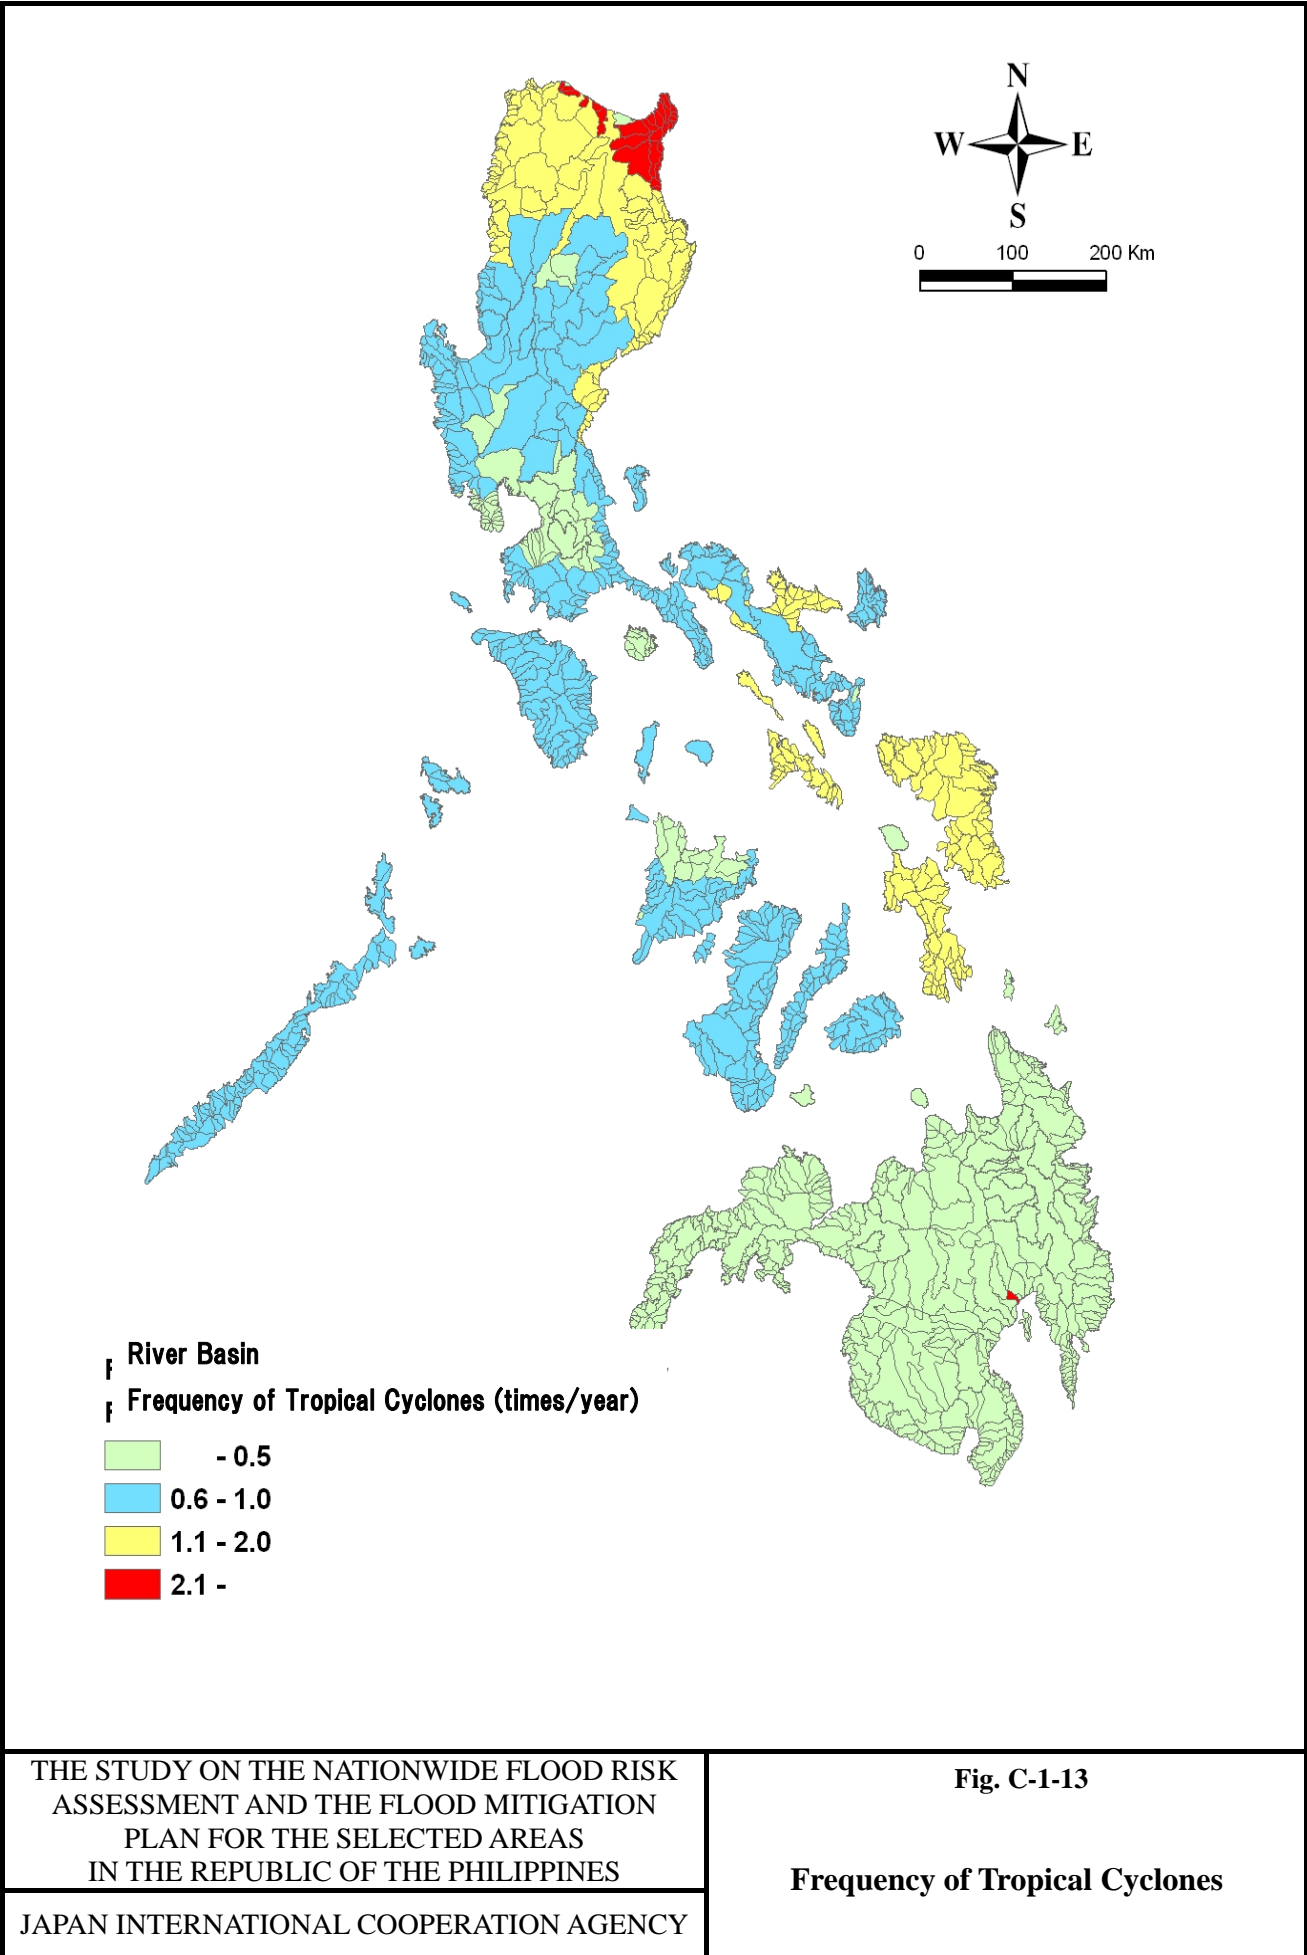 N
W E
S
0 100 200 Km
River Basin
Frequency of Tropical Cyclones (times/year)
- 0.5
0.6 - 1.0
1.1 - 2.0
2.1 -
THE STUDY ON THE NATIONWIDE FLOOD RISK
ASSESSMENT AND THE FLOOD MITIGATION
PLAN FOR THE SELECTED AREAS
IN THE REPUBLIC OF THE PHILIPPINES
JAPAN INTERNATIONAL COOPERATION AGENCY
Fig. C-1-13
Frequency of Tropical Cyclones